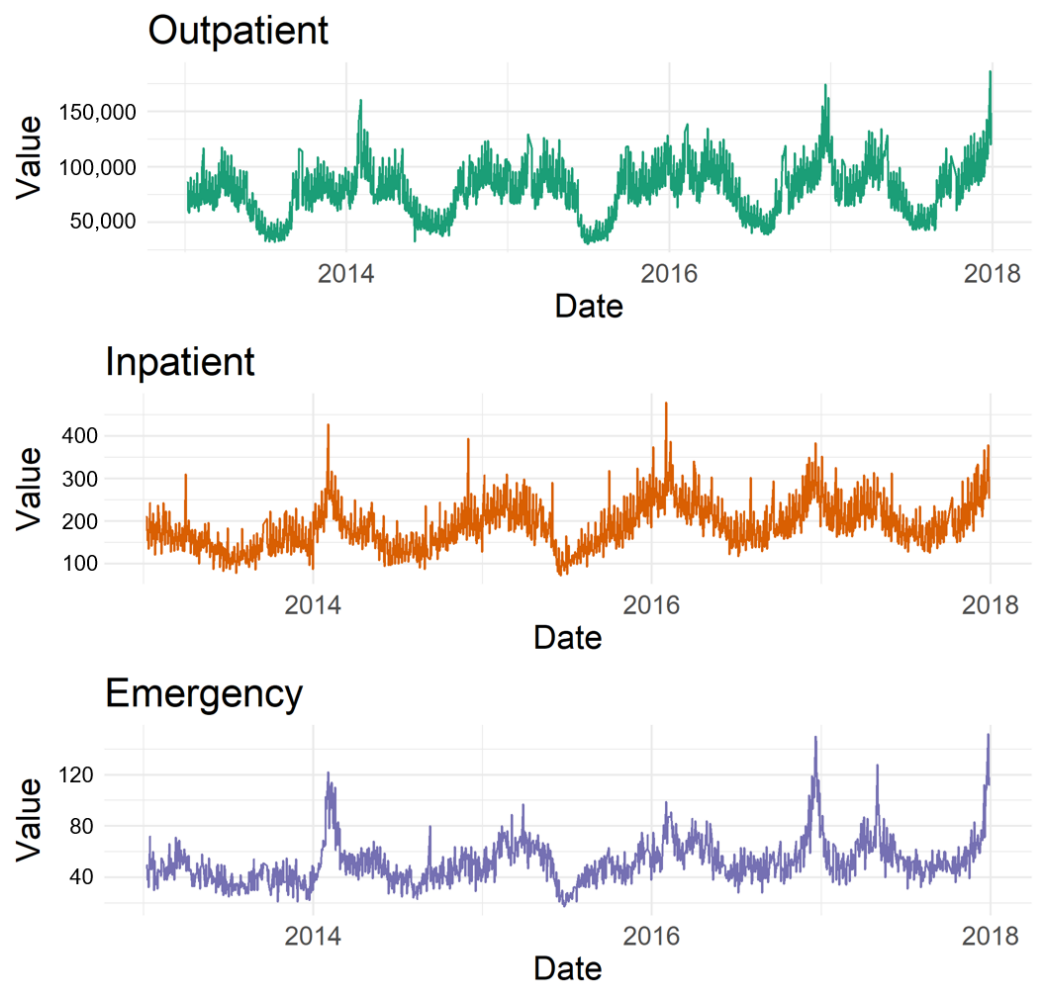 Outpatient
150,000
100,000
50,000
Value
2014 2016 2018
Date
Inpatient
400
300
200
100
Value
2014 2016 2018
Date
Emergency
120
80
40
Value
2014 2016 2018
Date